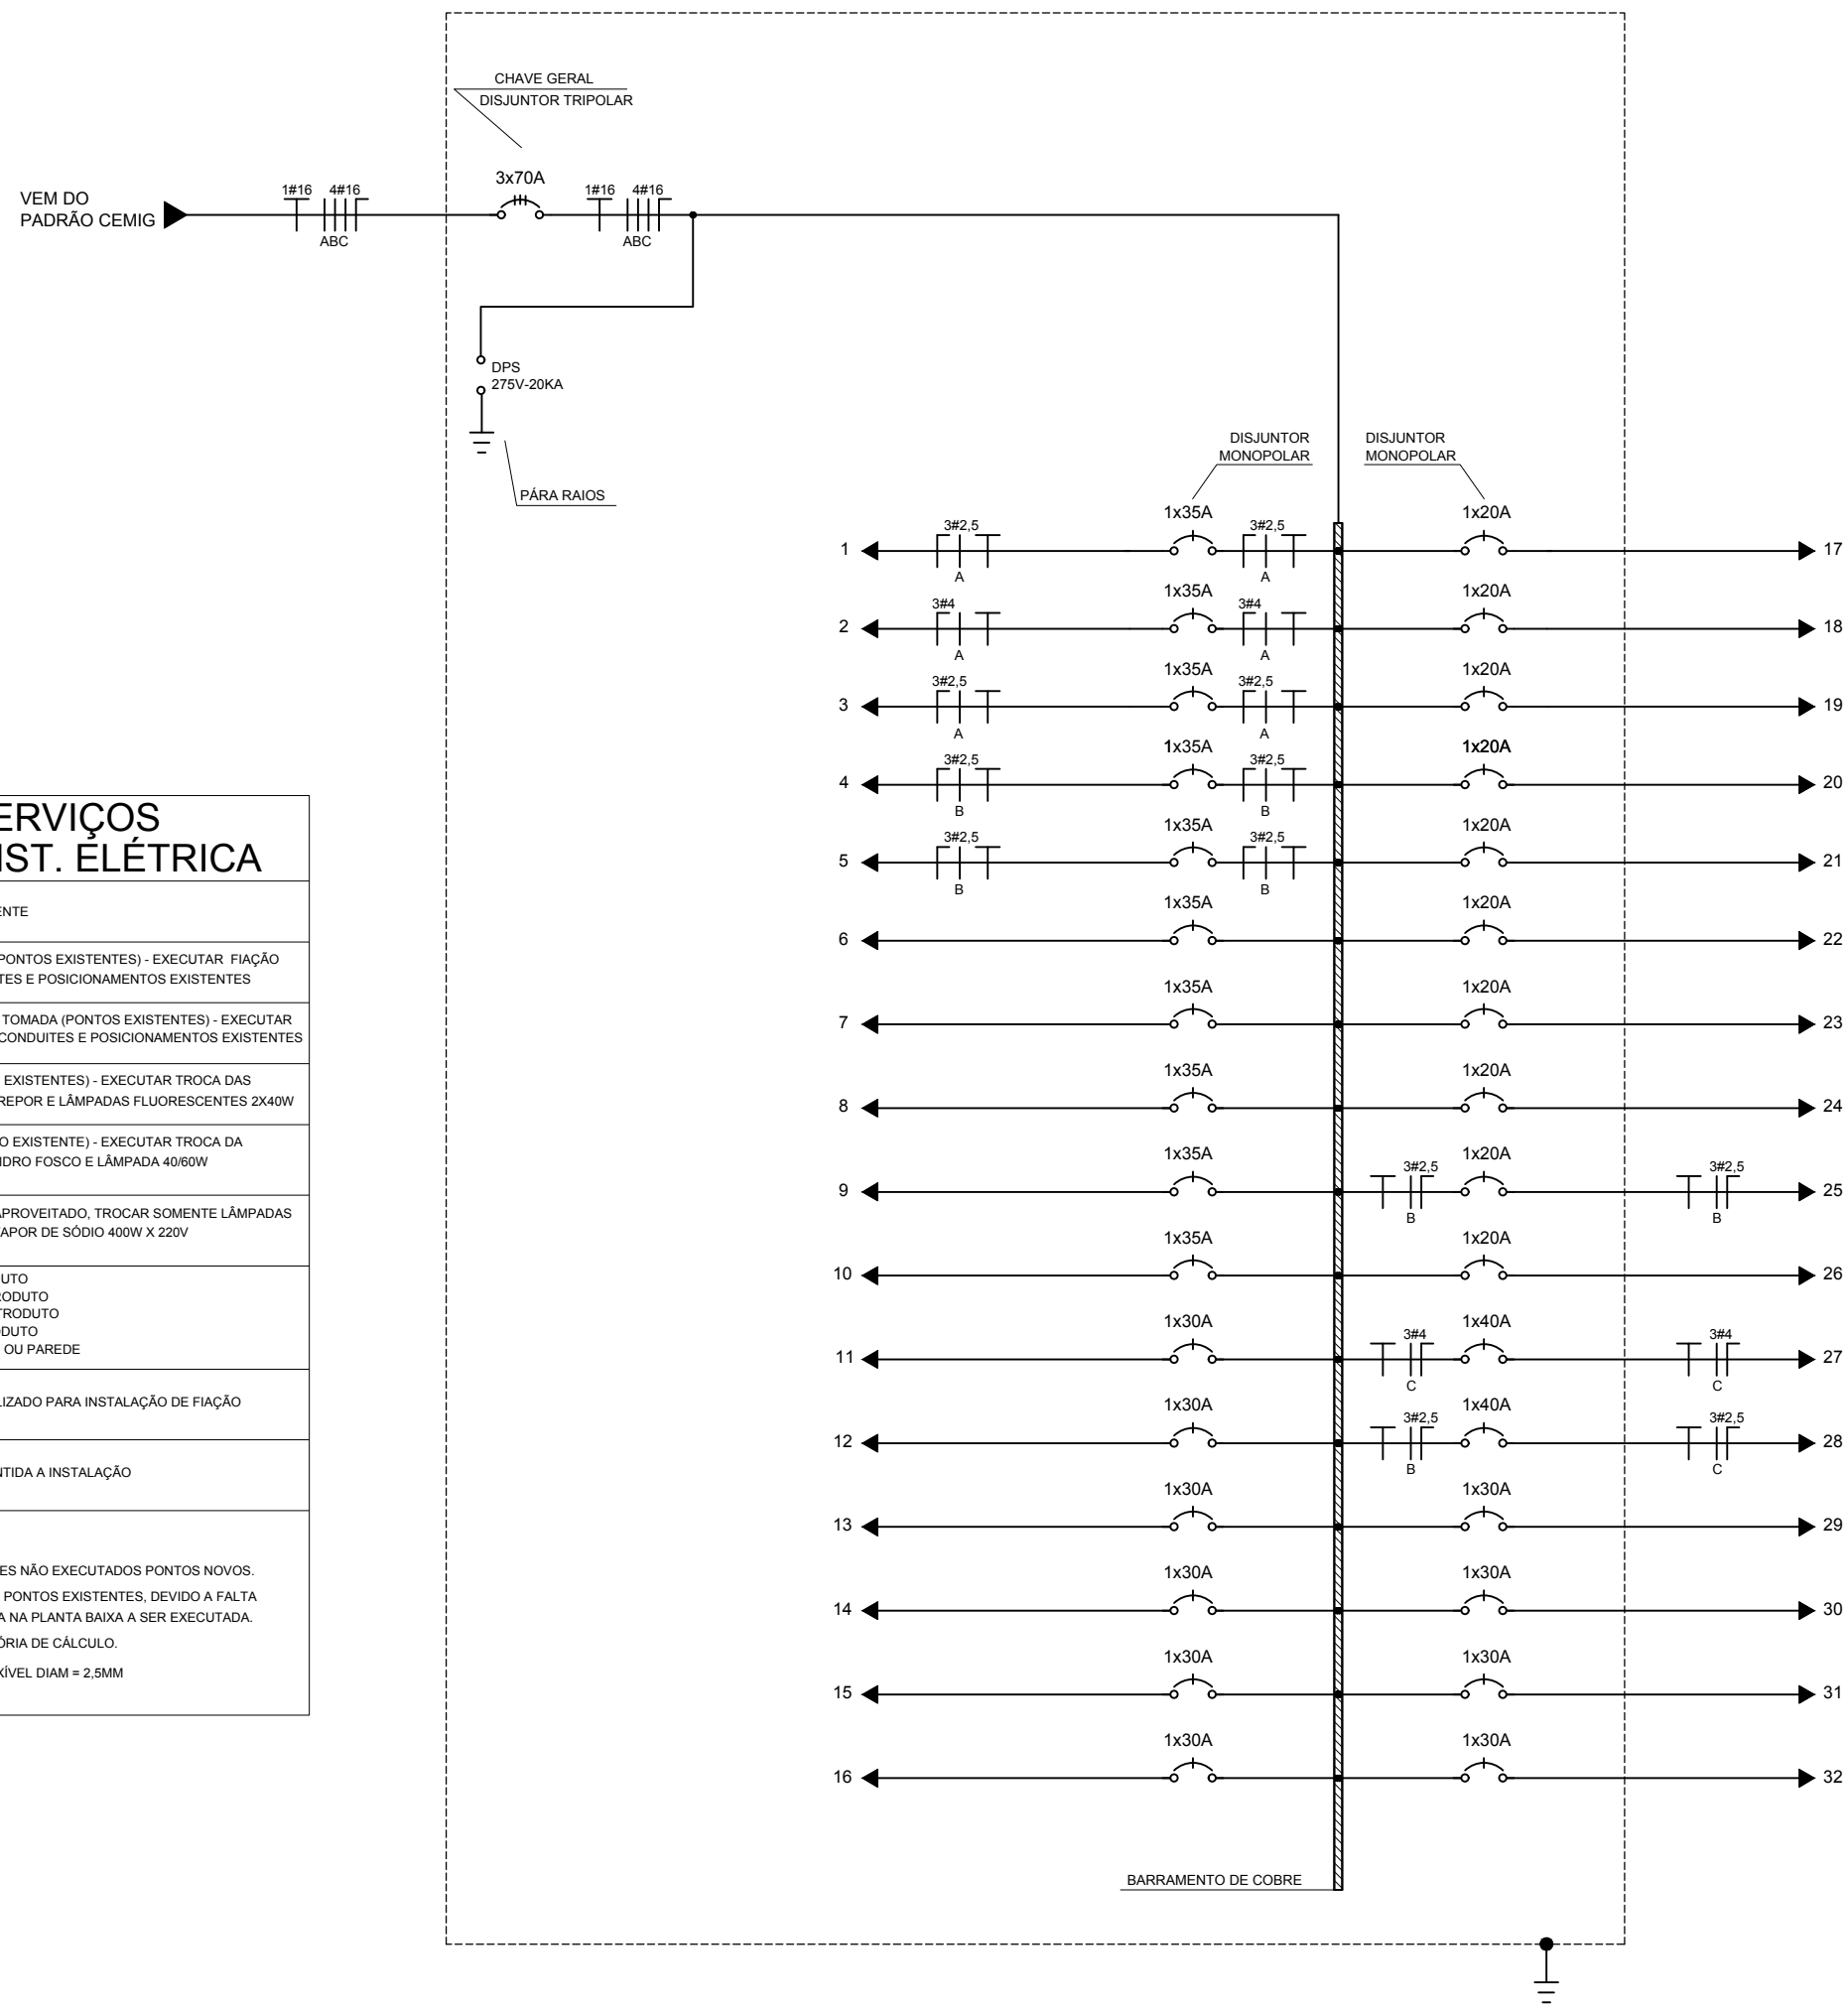 CHAVE GERAL
DISJUNTOR TRIPOLAR
3x70A
VEM DO
PADRÃO CEMIG
1#16 4#16
ABC
1#16 4#16
ABC
DPS
275V-20KA
PÁRA RAIOS
DISJUNTOR
MONOPOLAR
DISJUNTOR
MONOPOLAR
1 3#2,5 A 1x35A 3#2,5 A 1x20A 17
2 3#4 A 1x35A 3#4 A 1x20A 18
3 3#2,5 A 1x35A 3#2,5 A 1x20A 19
4 3#2,5 B 1x35A 3#2,5 B 1x20A 20
5 3#2,5 B 1x35A 3#2,5 B 1x20A 21
6 1x35A 1x20A 22
7 1x35A 1x20A 23
8 1x35A 1x20A 24
9 1x35A 3#2,5 B 1x20A 3#2,5 B 25
10 1x35A 1x20A 26
11 1x30A 3#4 C 1x40A 3#4 C 27
12 1x30A 3#2,5 B 1x40A 3#2,5 C 28
13 1x30A 1x30A 29
14 1x30A 1x30A 30
15 1x30A 1x30A 31
16 1x30A 1x30A 32
BARRAMENTO DE COBRE
ERVIÇOS
ST. ELÉTRICA
ENTE
PONTOS EXISTENTES) - EXECUTAR FIAÇÃO
TES E POSICIONAMENTOS EXISTENTES
TOMADA (PONTOS EXISTENTES) - EXECUTAR
CONDUITES E POSICIONAMENTOS EXISTENTES
EXISTENTES) - EXECUTAR TROCA DAS
REPOR E LÂMPADAS FLUORESCENTES 2X40W
O EXISTENTE) - EXECUTAR TROCA DA
IDRO FOSCO E LÂMPADA 40/60W
APROVEITADO, TROCAR SOMENTE LÂMPADAS
APOR DE SÓDIO 400W X 220V
UTO
RODUTO
TRODUTO
DUTO
OU PAREDE
LIZADO PARA INSTALAÇÃO DE FIAÇÃO
NTIDA A INSTALAÇÃO
ES NÃO EXECUTADOS PONTOS NOVOS.
PONTOS EXISTENTES, DEVIDO A FALTA
A NA PLANTA BAIXA A SER EXECUTADA.
ÓRIA DE CÁLCULO.
XÍVEL DIAM = 2,5MM